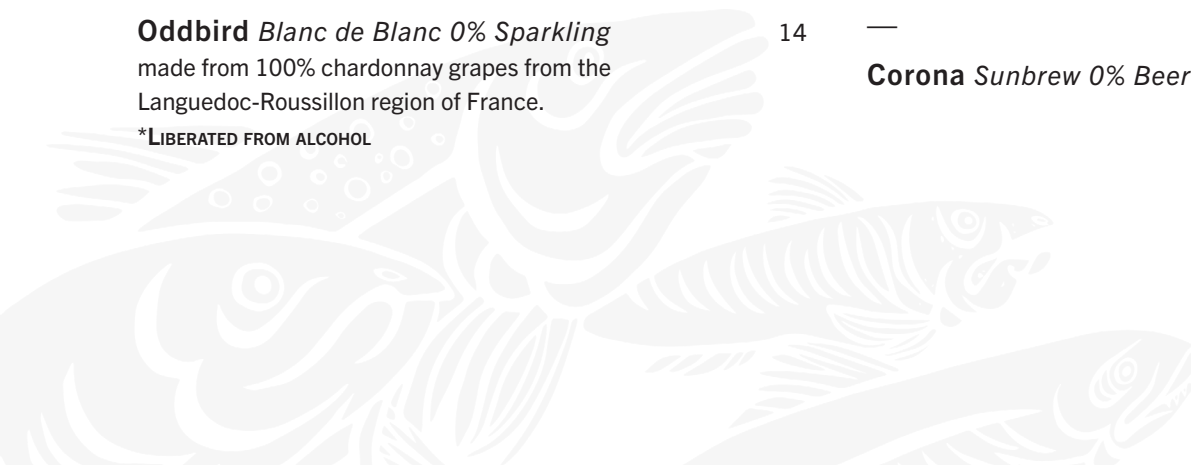 Oddbird Blanc de Blanc 0% Sparkling 14
made from 100% chardonnay grapes from the
Languedoc-Roussillon region of France.
*LIBERATED FROM ALCOHOL
—
Corona Sunbrew 0% Beer